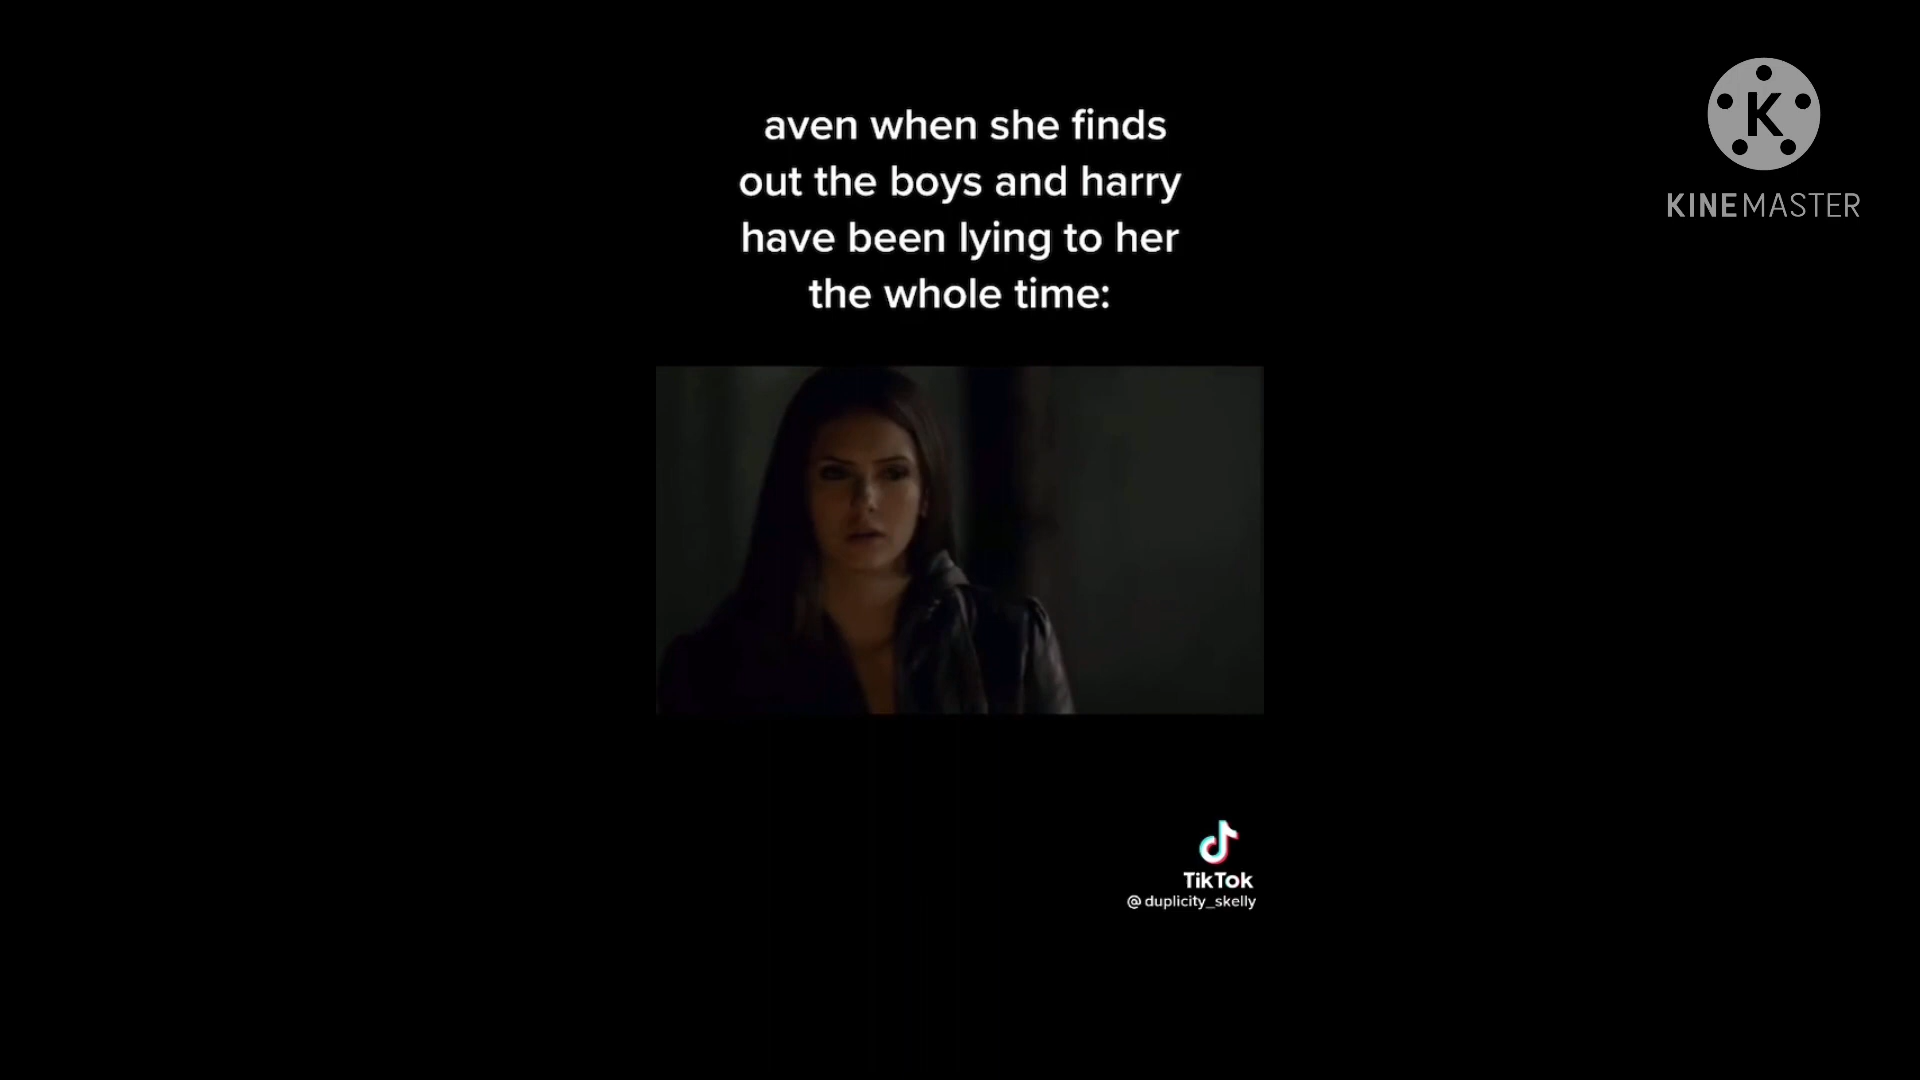 aven when she finds
out the boys and harry
have been lying to her
the whole time:
K
KINEMASTER
TikTok
@duplicity_skelly